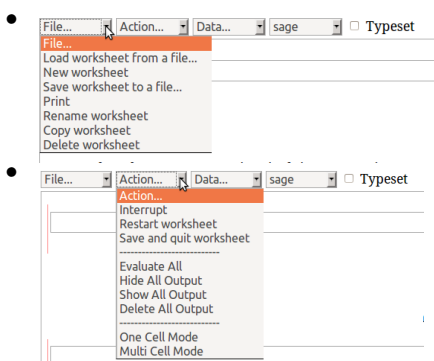 File... Action... Data... sage Typeset
File...
Load worksheet from a file...
New worksheet
Save worksheet to a file...
Print
Rename worksheet
Copy worksheet
Delete worksheet
File... Action... Data... sage Typeset
Action...
Interrupt
Restart worksheet
Save and quit worksheet
--------------------------
Evaluate All
Hide All Output
Show All Output
Delete All Output
--------------------------
One Cell Mode
Multi Cell Mode